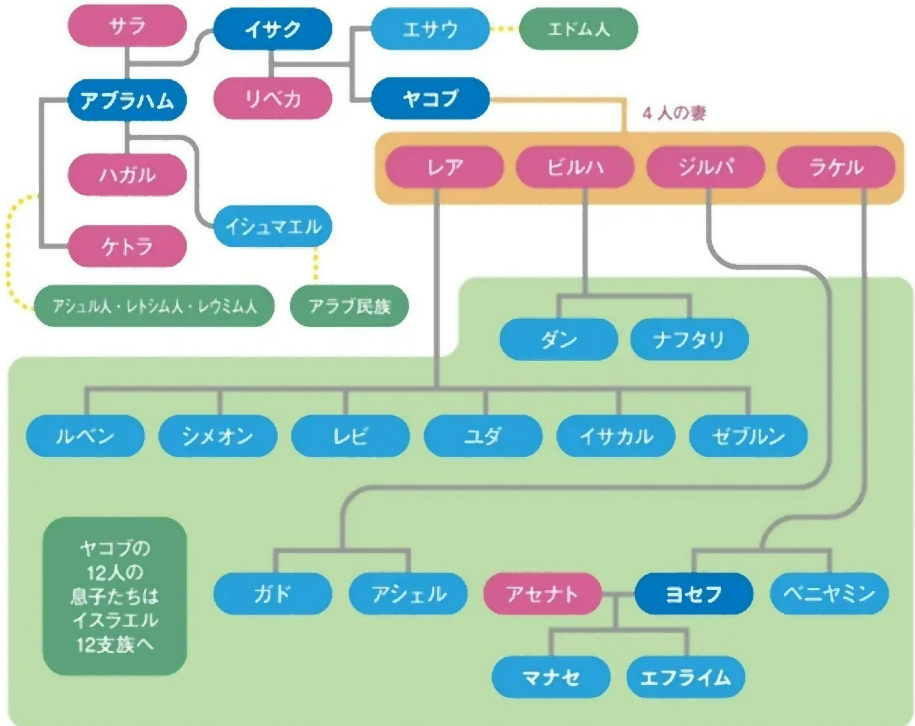 サラ
イサク
エサウ
エドム人
アブラハム
リベカ
ヤコブ
4人の妻
レア
ビルハ
ジルパ
ラケル
ハガル
イシュマエル
ケトラ
アシュル人・レトシム人・レウミム人
アラブ民族
ダン
ナフタリ
ルベン
シメオン
レビ
ユダ
イサカル
ゼブルン
ヤコブの
12人の
息子たちは
イスラエル
12支族へ
ガド
アシェル
アセナト
ヨセフ
ベニヤミン
マナセ
エフライム